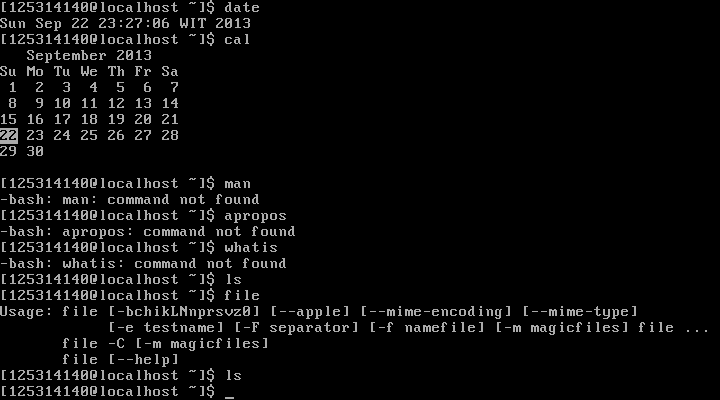 [125314140@localhost ~]$ date
Sun Sep 22 23:27:06 WIT 2013
[125314140@localhost ~]$ cal
   September 2013
Su Mo Tu We Th Fr Sa
 1  2  3  4  5  6  7
 8  9 10 11 12 13 14
15 16 17 18 19 20 21
22 23 24 25 26 27 28
29 30
[125314140@localhost ~]$ man
-bash: man: command not found
[125314140@localhost ~]$ apropos
-bash: apropos: command not found
[125314140@localhost ~]$ whatis
-bash: whatis: command not found
[125314140@localhost ~]$ ls
[125314140@localhost ~]$ file
Usage: file [-bchikLNnprsvz0] [--apple] [--mime-encoding] [--mime-type]
            [-e testname] [-F separator] [-f namefile] [-m magicfiles] file ...
       file -C [-m magicfiles]
       file [--help]
[125314140@localhost ~]$ ls
[125314140@localhost ~]$ _